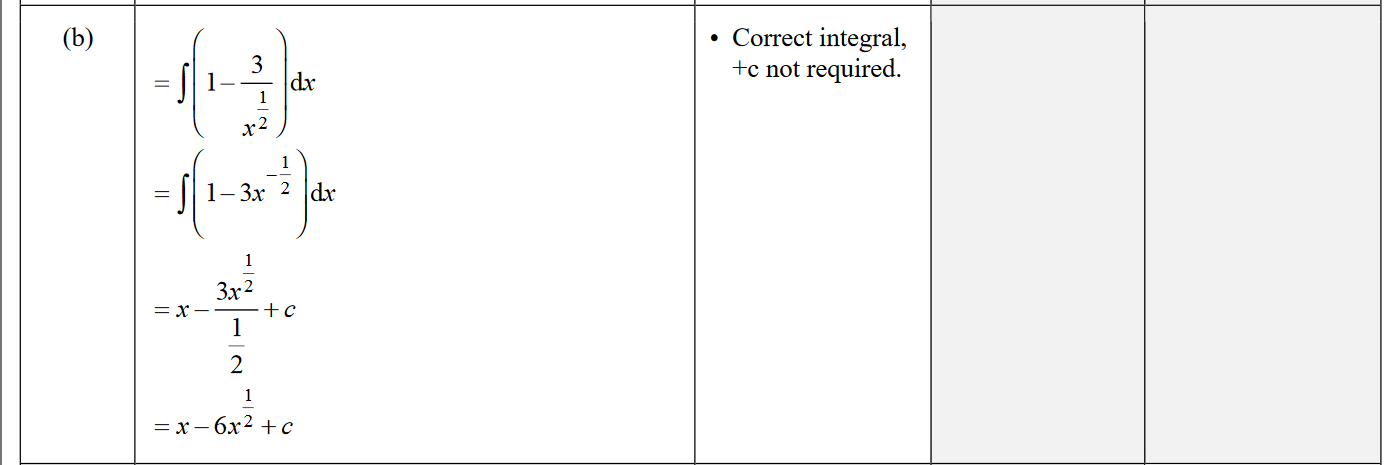 (b)
= ∫(1 − 3/x^(1/2)) dx
= ∫(1 − 3x^(−1/2)) dx
= x − (3x^(1/2))/(1/2) + c
= x − 6x^(1/2) + c
• Correct integral,
+c not required.